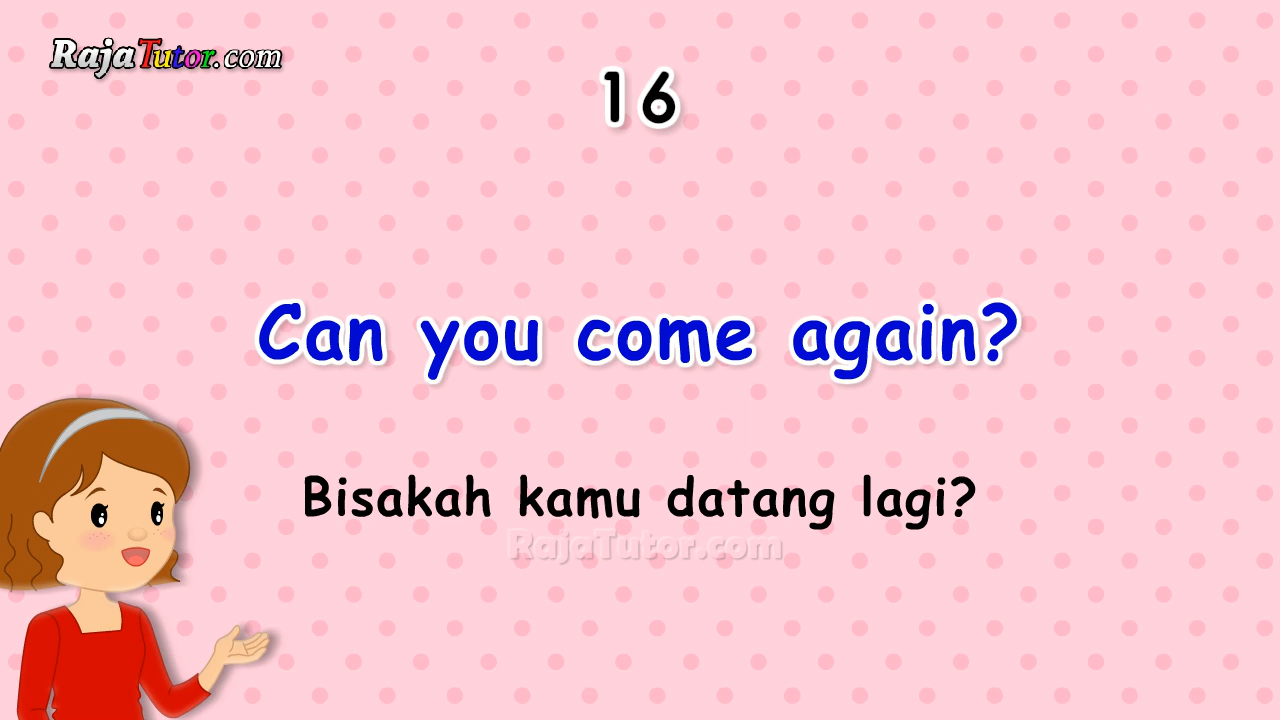 RajaTutor.com
16
Can you come again?
Bisakah kamu datang lagi?
RajaTutor.com